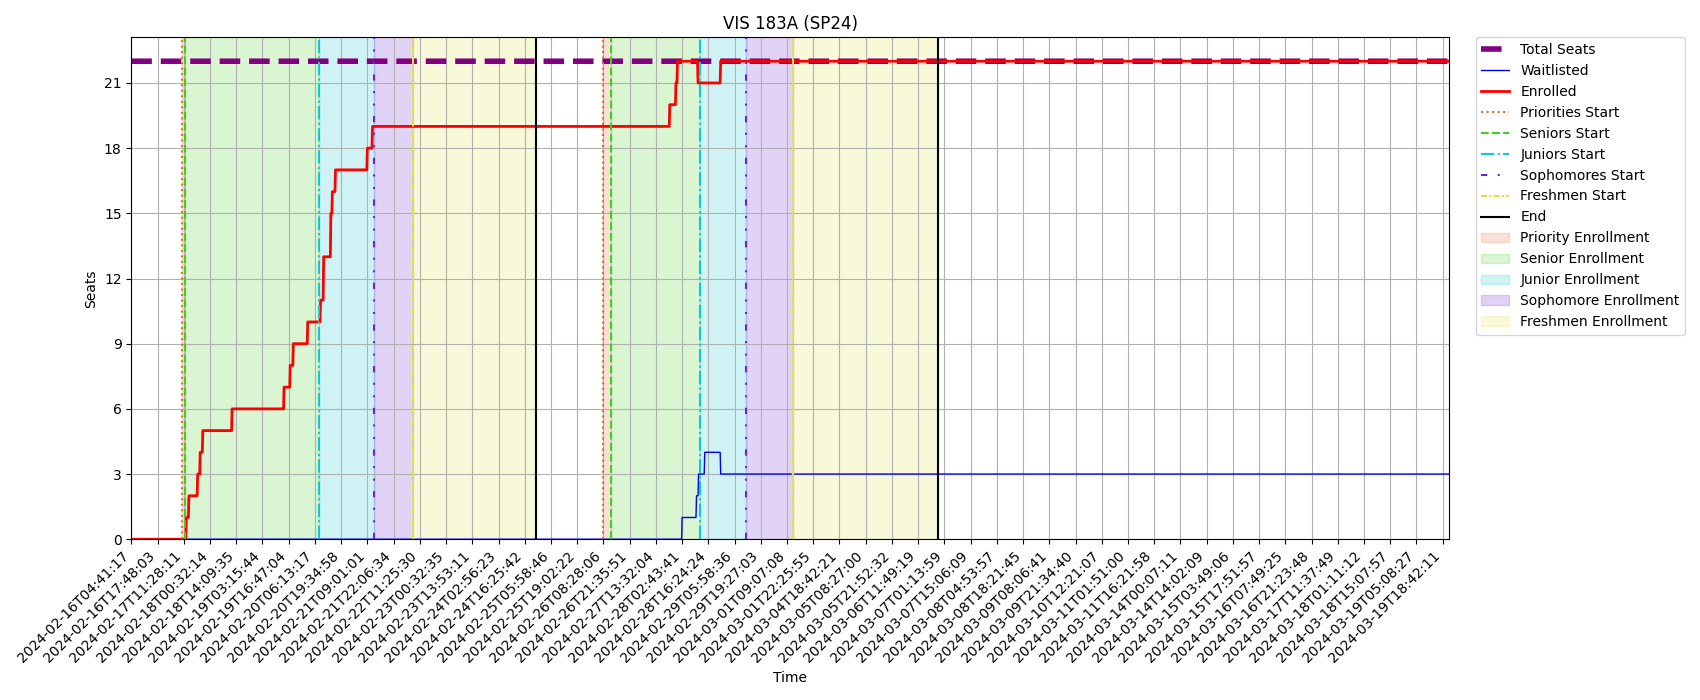 VIS 183A (SP24)
Total Seats
Waitlisted
Enrolled
Priorities Start
Seniors Start
Juniors Start
Sophomores Start
Freshmen Start
End
Priority Enrollment
Senior Enrollment
Junior Enrollment
Sophomore Enrollment
Freshmen Enrollment
Seats
21
18
15
12
9
6
3
0
2024-02-16T04:41:17
2024-02-16T17:48:03
2024-02-17T11:28:11
2024-02-18T00:32:14
2024-02-18T14:09:35
2024-02-19T03:15:44
2024-02-19T16:47:04
2024-02-20T06:13:17
2024-02-20T19:34:58
2024-02-21T09:01:01
2024-02-21T22:06:34
2024-02-22T11:25:30
2024-02-23T00:32:35
2024-02-23T13:53:11
2024-02-24T02:56:23
2024-02-24T16:25:42
2024-02-25T05:58:46
2024-02-25T19:02:22
2024-02-26T08:28:06
2024-02-26T21:35:51
2024-02-27T13:32:04
2024-02-28T02:43:41
2024-02-28T16:24:24
2024-02-29T05:58:36
2024-02-29T19:27:03
2024-03-01T09:07:08
2024-03-01T22:25:55
2024-03-04T18:42:21
2024-03-05T08:27:00
2024-03-05T21:52:32
2024-03-06T11:49:19
2024-03-07T01:13:59
2024-03-07T15:06:09
2024-03-08T04:53:57
2024-03-08T18:21:45
2024-03-09T08:06:41
2024-03-09T21:34:40
2024-03-10T12:21:07
2024-03-11T01:51:00
2024-03-11T16:21:58
2024-03-14T00:07:11
2024-03-14T14:02:09
2024-03-15T03:49:06
2024-03-15T17:51:57
2024-03-16T07:49:25
2024-03-16T21:23:48
2024-03-17T11:37:49
2024-03-18T01:11:12
2024-03-18T15:07:57
2024-03-19T05:08:27
2024-03-19T18:42:11
Time